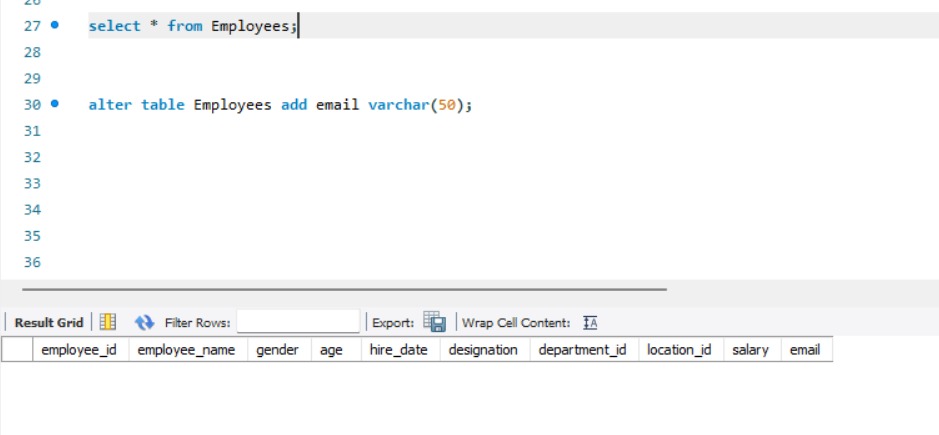 27 select * from Employees;
28
29
30 alter table Employees add email varchar(50);
31
32
33
34
35
36
Result Grid Filter Rows: Export: Wrap Cell Content: IA
employee_id employee_name gender age hire_date designation department_id location_id salary email